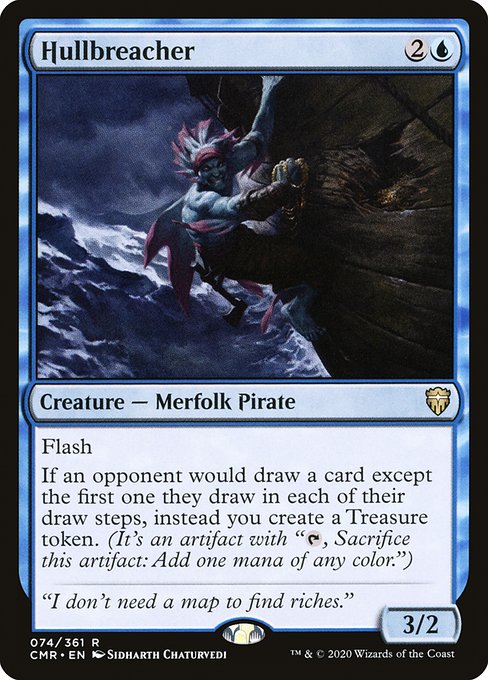 Hullbreacher 2
Creature — Merfolk Pirate
Flash
If an opponent would draw a card except
the first one they draw in each of their
draw steps, instead you create a Treasure
token. (It's an artifact with “, Sacrifice
this artifact: Add one mana of any color.”)
“I don't need a map to find riches.”
3/2
074/361 R
CMR • EN Sidharth Chaturvedi
™ & © 2020 Wizards of the Coast